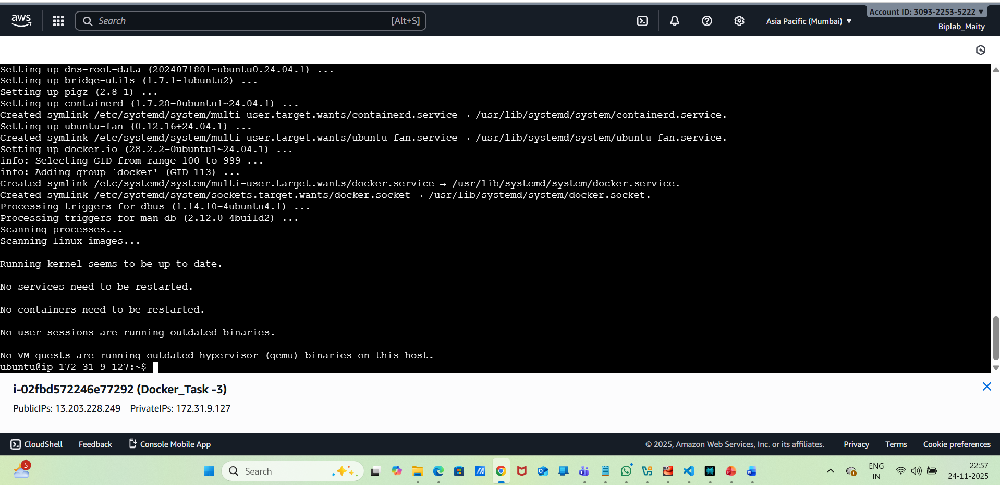 aws
Search
[Alt+S]
Asia Pacific (Mumbai)
Account ID: 3093-2253-5222
Biplab_Maity
Setting up dns-root-data (2024071801~ubuntu0.24.04.1) ...
Setting up bridge-utils (1.7.1-1ubuntu2) ...
Setting up pigz (2.8-1) ...
Setting up containerd (1.7.28-0ubuntu1~24.04.1) ...
Created symlink /etc/systemd/system/multi-user.target.wants/containerd.service → /usr/lib/systemd/system/containerd.service.
Setting up ubuntu-fan (0.12.16+24.04.1) ...
Created symlink /etc/systemd/system/multi-user.target.wants/ubuntu-fan.service → /usr/lib/systemd/system/ubuntu-fan.service.
Setting up docker.io (28.2.2-0ubuntu1~24.04.1) ...
info: Selecting GID from range 100 to 999 ...
info: Adding group `docker' (GID 113) ...
Created symlink /etc/systemd/system/multi-user.target.wants/docker.service → /usr/lib/systemd/system/docker.service.
Created symlink /etc/systemd/system/sockets.target.wants/docker.socket → /usr/lib/systemd/system/docker.socket.
Processing triggers for dbus (1.14.10-4ubuntu4.1) ...
Processing triggers for man-db (2.12.0-4build2) ...
Scanning processes...
Scanning linux images...
Running kernel seems to be up-to-date.
No services need to be restarted.
No containers need to be restarted.
No user sessions are running outdated binaries.
No VM guests are running outdated hypervisor (qemu) binaries on this host.
ubuntu@ip-172-31-9-127:~$
i-02fbd572246e77292 (Docker_Task -3)
PublicIPs: 13.203.228.249 PrivateIPs: 172.31.9.127
CloudShell Feedback Console Mobile App © 2025, Amazon Web Services, Inc. or its affiliates. Privacy Terms Cookie preferences
5
Search
ENG
IN
22:57
24-11-2025